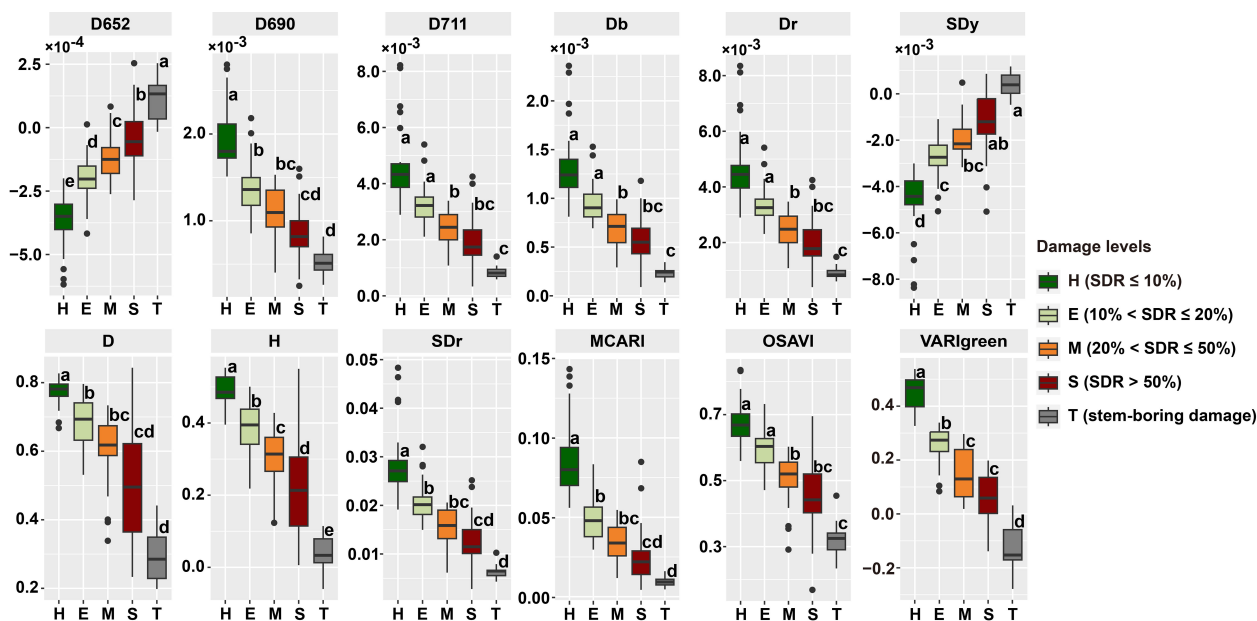 D652 D690 D711 Db Dr SDy
×10⁻⁴ ×10⁻³ ×10⁻³ ×10⁻³ ×10⁻³ ×10⁻³
2.5
0.0
−2.5
−5.0
e d c b a
H E M S T
2.0
1.0
a b bc cd d
H E M S T
8.0
6.0
4.0
2.0
0.0
a a b bc c
H E M S T
2.0
1.5
1.0
0.5
0.0
a a b bc c
H E M S T
8.0
6.0
4.0
2.0
a a b bc c
H E M S T
0.0
−2.0
−4.0
−6.0
−8.0
d c bc ab a
H E M S T
Damage levels
H (SDR ≤ 10%)
E (10% < SDR ≤ 20%)
M (20% < SDR ≤ 50%)
S (SDR > 50%)
T (stem-boring damage)
D H SDr MCARI OSAVI VARIgreen
0.8
0.6
0.4
0.2
a b bc cd d
H E M S T
0.4
0.2
0.0
a b c d e
H E M S T
0.05
0.04
0.03
0.02
0.01
a b bc cd d
H E M S T
0.15
0.10
0.05
0.00
a b bc cd d
H E M S T
0.7
0.5
0.3
a a b bc c
H E M S T
0.4
0.2
0.0
−0.2
a b bc c d
H E M S T